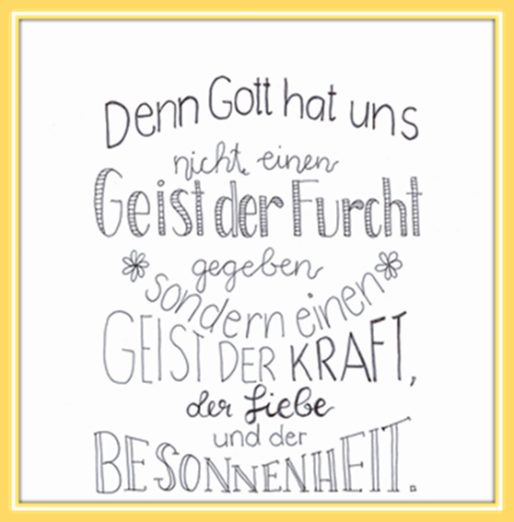 Denn Gott hat uns
nicht einen
Geist der Furcht
gegeben
sondern einen
GEIST DER KRAFT,
der Liebe
und der
BESONNENHEIT.